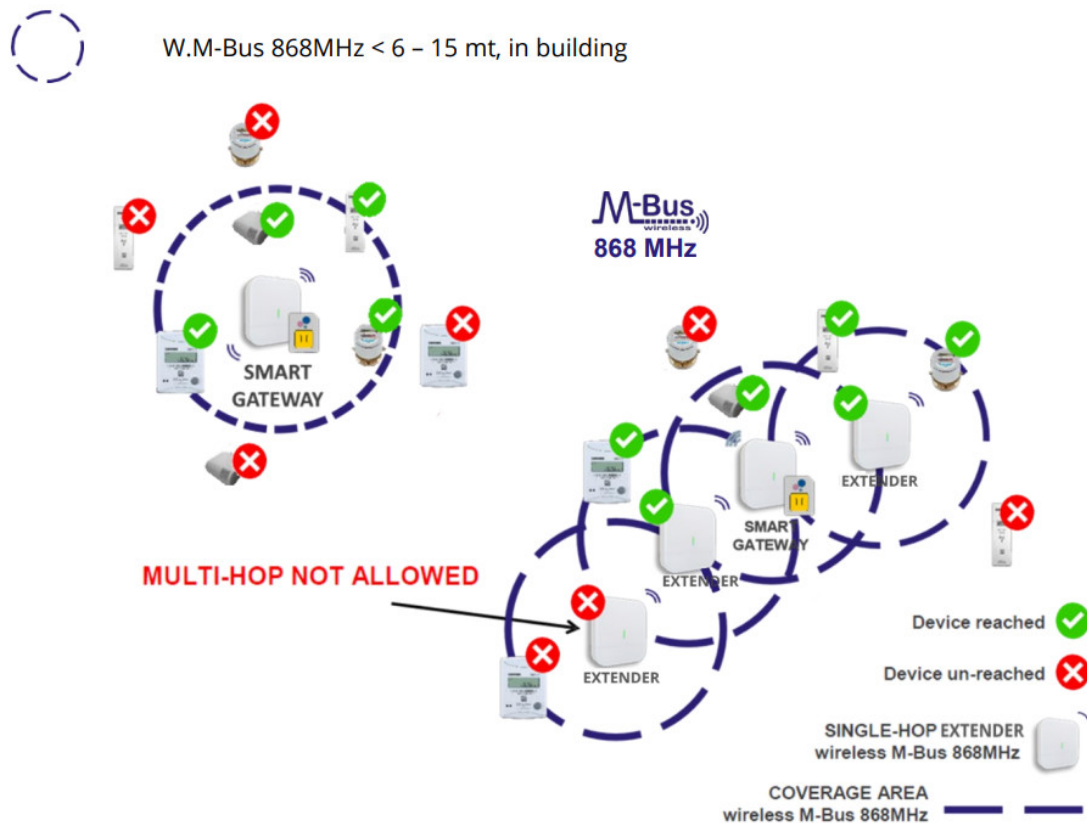 W.M-Bus 868MHz < 6 – 15 mt, in building
M-Bus
wireless
868 MHz
SMART
GATEWAY
EXTENDER
SMART
GATEWAY
EXTENDER
MULTI-HOP NOT ALLOWED
EXTENDER
Device reached
Device un-reached
SINGLE-HOP EXTENDER
wireless M-Bus 868MHz
COVERAGE AREA
wireless M-Bus 868MHz